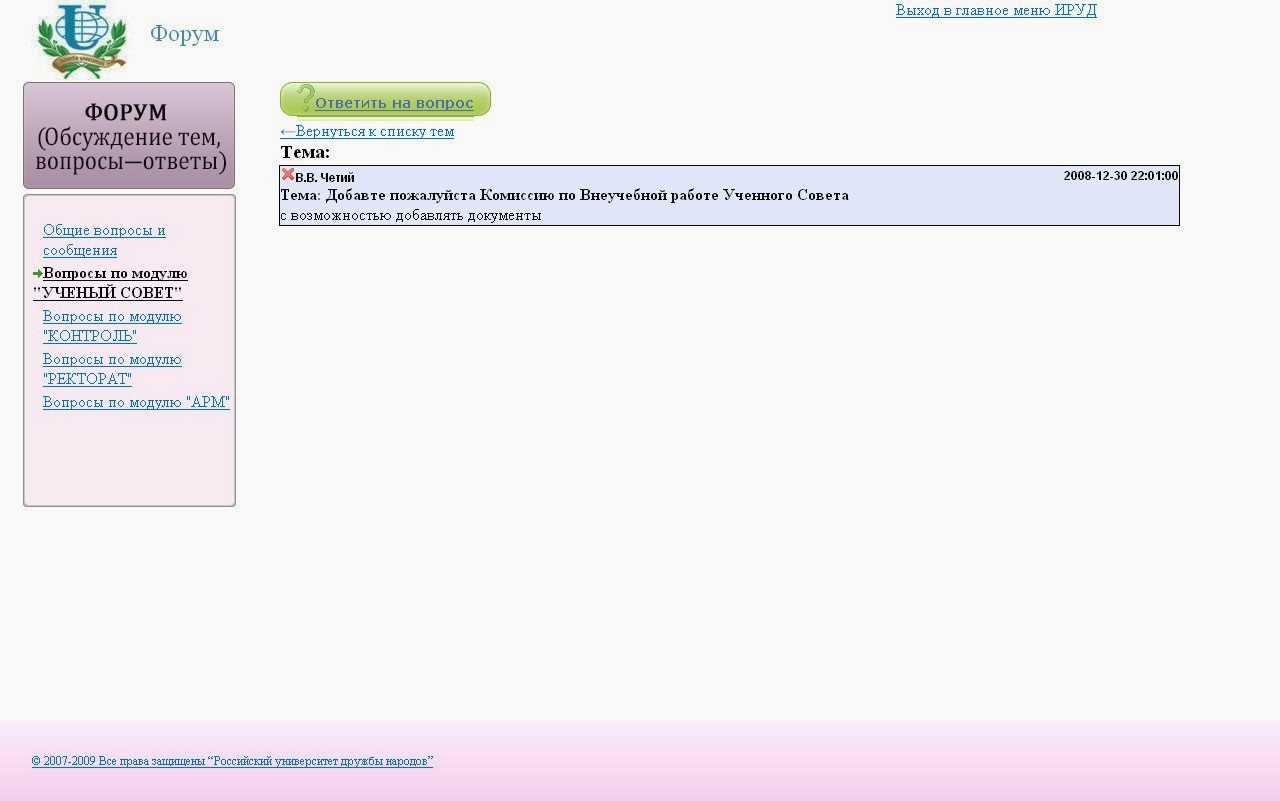 Форум
Выход в главное меню ИРУД
ФОРУМ
(Обсуждение тем,
вопросы—ответы)
Общие вопросы и
сообщения
Вопросы по модулю
"УЧЕНЫЙ СОВЕТ"
Вопросы по модулю
"КОНТРОЛЬ"
Вопросы по модулю
"РЕКТОРАТ"
Вопросы по модулю "АРМ"
?Ответить на вопрос
←Вернуться к списку тем
Тема:
В.В. Четий 2008-12-30 22:01:00
Тема: Добавте пожалуйста Комиссию по Внеучебной работе Ученного Совета
с возможностью добавлять документы
© 2007-2009 Все права защищены “Российский университет дружбы народов”